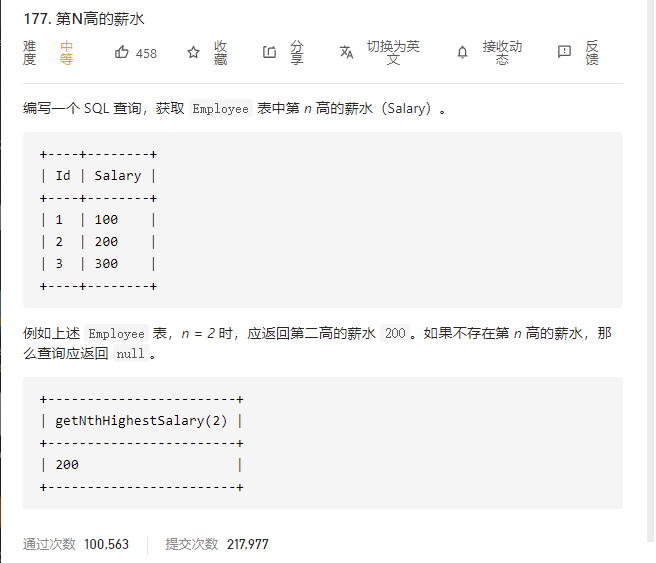 177. 第N高的薪水
难度 中等 458 收藏 分享 切换为英文 接收动态 反馈
编写一个 SQL 查询，获取 Employee 表中第 n 高的薪水（Salary）。
+----+--------+
| Id | Salary |
+----+--------+
| 1  | 100    |
| 2  | 200    |
| 3  | 300    |
+----+--------+
例如上述 Employee 表，n = 2 时，应返回第二高的薪水 200。如果不存在第 n 高的薪水，那
么查询应返回 null。
+------------------------+
| getNthHighestSalary(2) |
+------------------------+
| 200                    |
+------------------------+
通过次数 100,563 提交次数 217,977